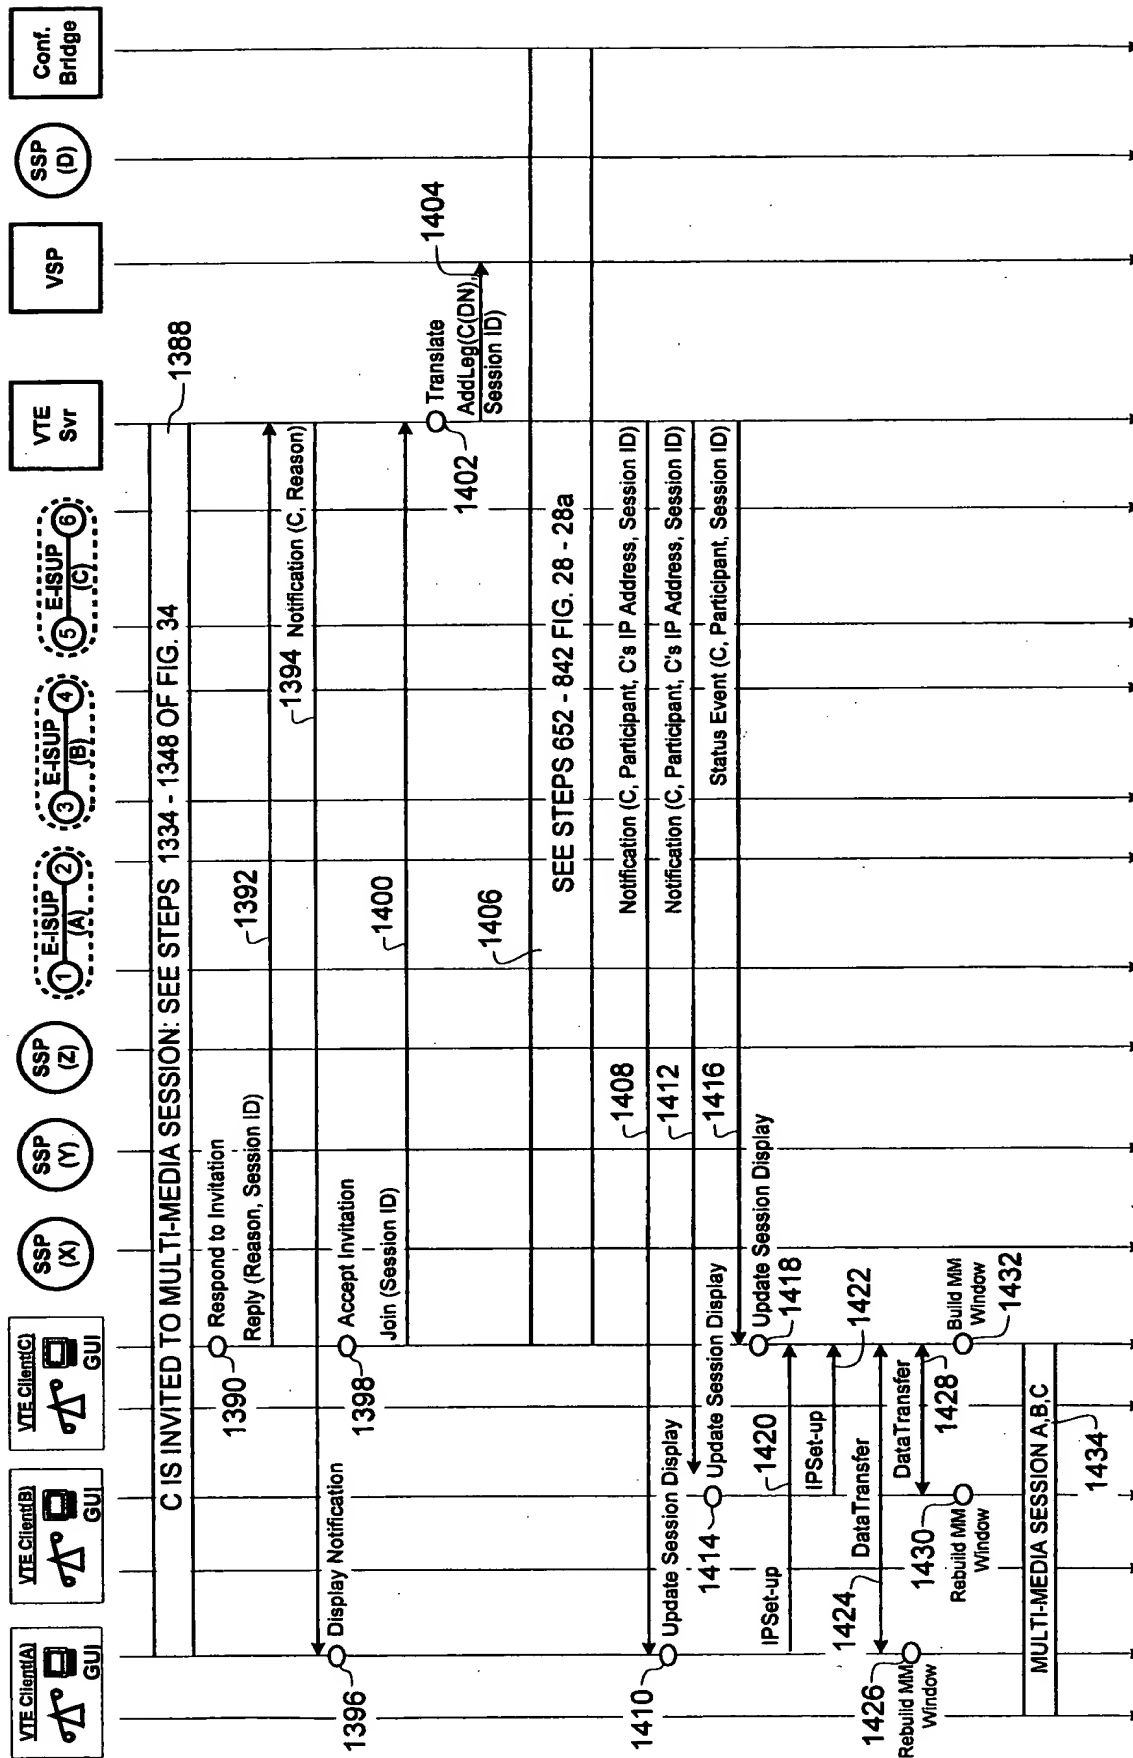 VTE Client(A)
GUI
VTE Client(B)
GUI
VTE Client(C)
GUI
SSP
(X)
SSP
(Y)
SSP
(Z)
1
E-ISUP
(A)
2
3
E-ISUP
(B)
4
5
E-ISUP
(C)
6
VTE
Svr
VSP
SSP
(D)
Conf.
Bridge
C IS INVITED TO MULTI-MEDIA SESSION: SEE STEPS 1334 - 1348 OF FIG. 34
1388
Respond to Invitation
1390
Reply (Reason, Session ID)
1392
1394
Notification (C, Reason)
Display Notification
1396
Accept Invitation
1398
Join (Session ID)
1400
Translate
1402
AddLeg(C(DN),
Session ID)
1404
1406
SEE STEPS 652 - 842 FIG. 28 - 28a
1408
Notification (C, Participant, C's IP Address, Session ID)
Update Session Display
1410
1412
Notification (C, Participant, C's IP Address, Session ID)
Update Session Display
1414
1416
Status Event (C, Participant, Session ID)
Update Session Display
1418
IPSet-up
1420
IPSet-up
1422
1424
DataTransfer
1426
Rebuild MM
Window
DataTransfer
1428
1430
Rebuild MM
Window
Build MM
Window
1432
MULTI-MEDIA SESSION A,B,C
1434